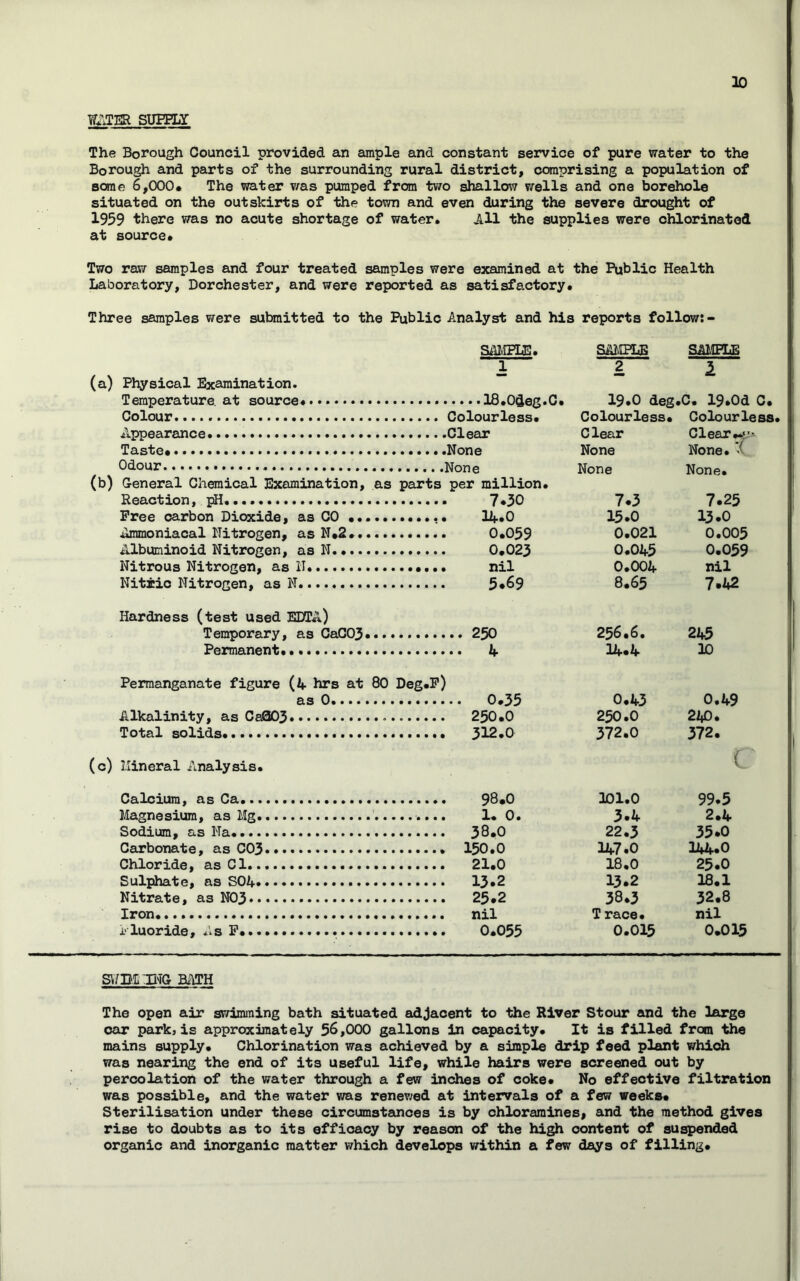 10
WATER SUPPLY
The Borough Council provided an ample and constant service of pure water to the
Borough and parts of the surrounding rural district, comprising a population of
some 6,000. The water was pumped from two shallow wells and one borehole
situated on the outskirts of the town and even during the severe drought of
1959 there was no acute shortage of water. All the supplies were chlorinated
at source.
Two raw samples and four treated samples were examined at the Public Health
Laboratory, Dorchester, and were reported as satisfactory.
Three samples were submitted to the Public Analyst and his reports follow:-
SAMPLE. SAMPLE SAMPLE
1 2 3
(a) Physical Examination.
Temperature at source.....................18.0deg.C. 19.0 deg.C. 19.0d C.
Colour................................ Colourless. Colourless. Colourless.
Appearance.............................Clear Clear Clear
Taste..................................None None None.
Odour..................................None None None.
(b) General Chemical Examination, as parts per million.
Reaction, pH........................... 7.30 7.3 7.25
Free carbon Dioxide, as CO ............ 14.0 15.0 13.0
Ammoniacal Nitrogen, as N.2............ 0.059 0.021 0.005
Albuminoid Nitrogen, as N.............. 0.023 0.045 0.059
Nitrous Nitrogen, as N................. nil 0.004 nil
Nitric Nitrogen, as N.................. 5.69 8.65 7.42
Hardness (test used EDTA)
Temporary, as CaCO3............ 250 256.6. 245
Permanent...................... 4 14.4 10
Permanganate figure (4 hrs at 80 Deg.F)
as O................. 0.35 0.43 0.49
Alkalinity, as CaCO3................... 250.0 250.0 240.
Total solids........................... 312.0 372.0 372.
(c) Mineral Analysis.
Calcium, as Ca......................... 98.0 101.0 99.5
Magnesium, as Mg....................... 1. 0. 3.4 2.4
Sodium, as Na.......................... 38.0 22.3 35.0
Carbonate, as CO3...................... 150.0 147.0 144.0
Chloride, as Cl........................ 21.0 18.0 25.0
Sulphate, as SO4....................... 13.2 13.2 18.1
Nitrate, as NO3........................ 25.2 38.3 32.8
Iron................................... nil Trace. nil
Fluoride, As F......................... 0.055 0.015 0.015
SWIMMING BATH
The open air swimming bath situated adjacent to the River Stour and the large
car park, is approximately 56,000 gallons in capacity. It is filled from the
mains supply. Chlorination was achieved by a simple drip feed plant which
was nearing the end of its useful life, while hairs were screened out by
percolation of the water through a few inches of coke. No effective filtration
was possible, and the water was renewed at intervals of a few weeks.
Sterilisation under these circumstances is by chloramines, and the method gives
rise to doubts as to its efficacy by reason of the high content of suspended
organic and inorganic matter which develops within a few days of filling.